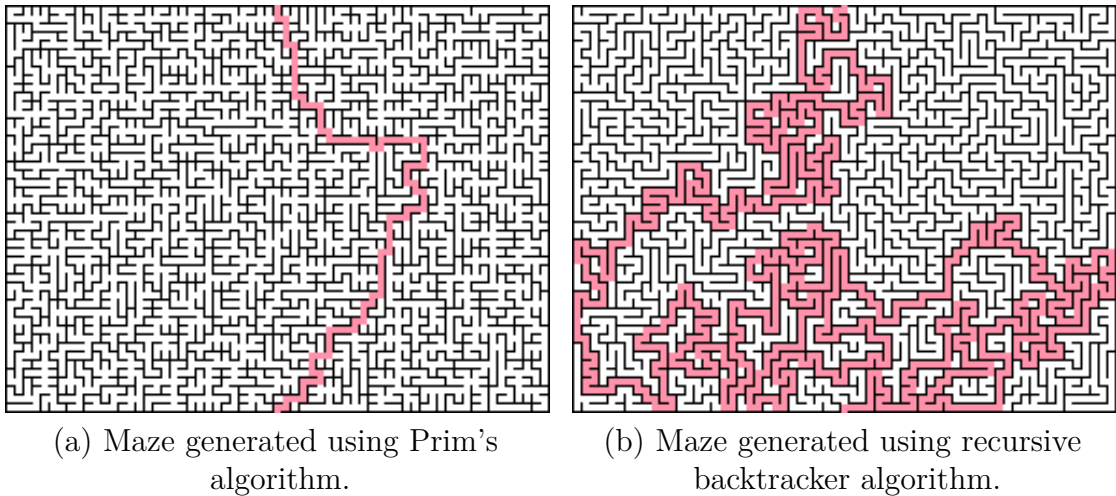 (a) Maze generated using Prim's
algorithm.
(b) Maze generated using recursive
backtracker algorithm.